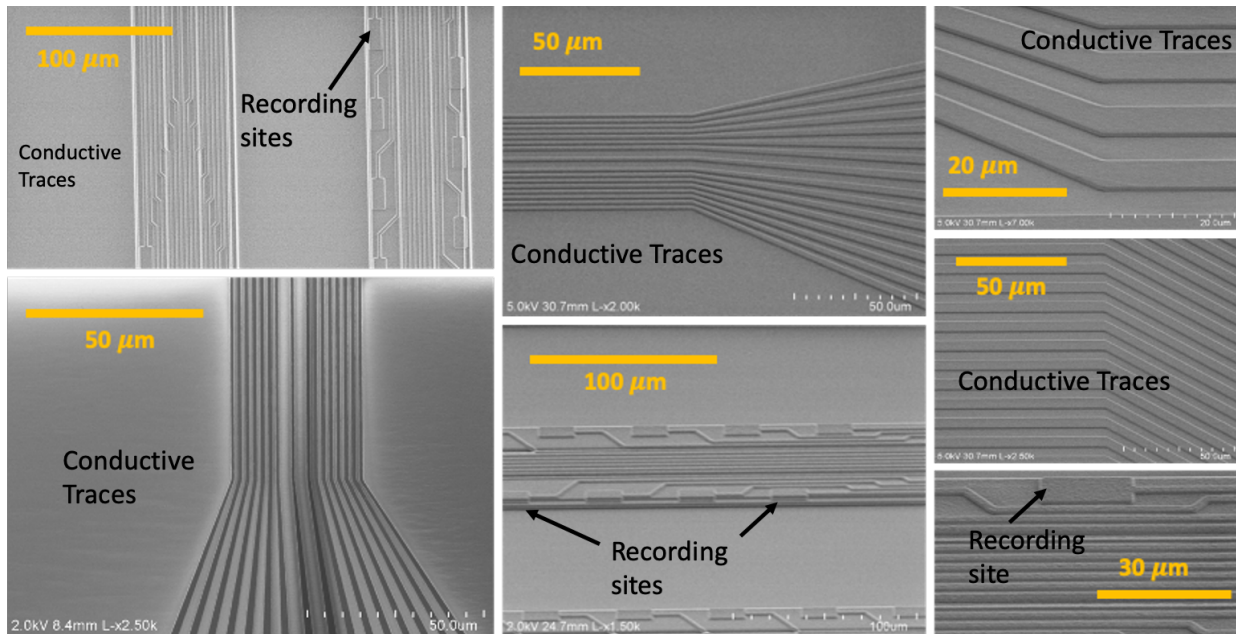 100 μm
Recording
sites
Conductive
Traces
50 μm
Conductive
Traces
2.0kV 8.4mm L-x2.50k
50.0um
50 μm
Conductive Traces
5.0kV 30.7mm L-x2.00k
50.0um
100 μm
Recording
sites
2.0kV 24.7mm L-x1.50k
100um
Conductive Traces
20 μm
5.0kV 30.7mm L-x7.00k
20.0um
50 μm
Conductive Traces
5.0kV 30.7mm L-x2.50k
50.0um
Recording
site
30 μm